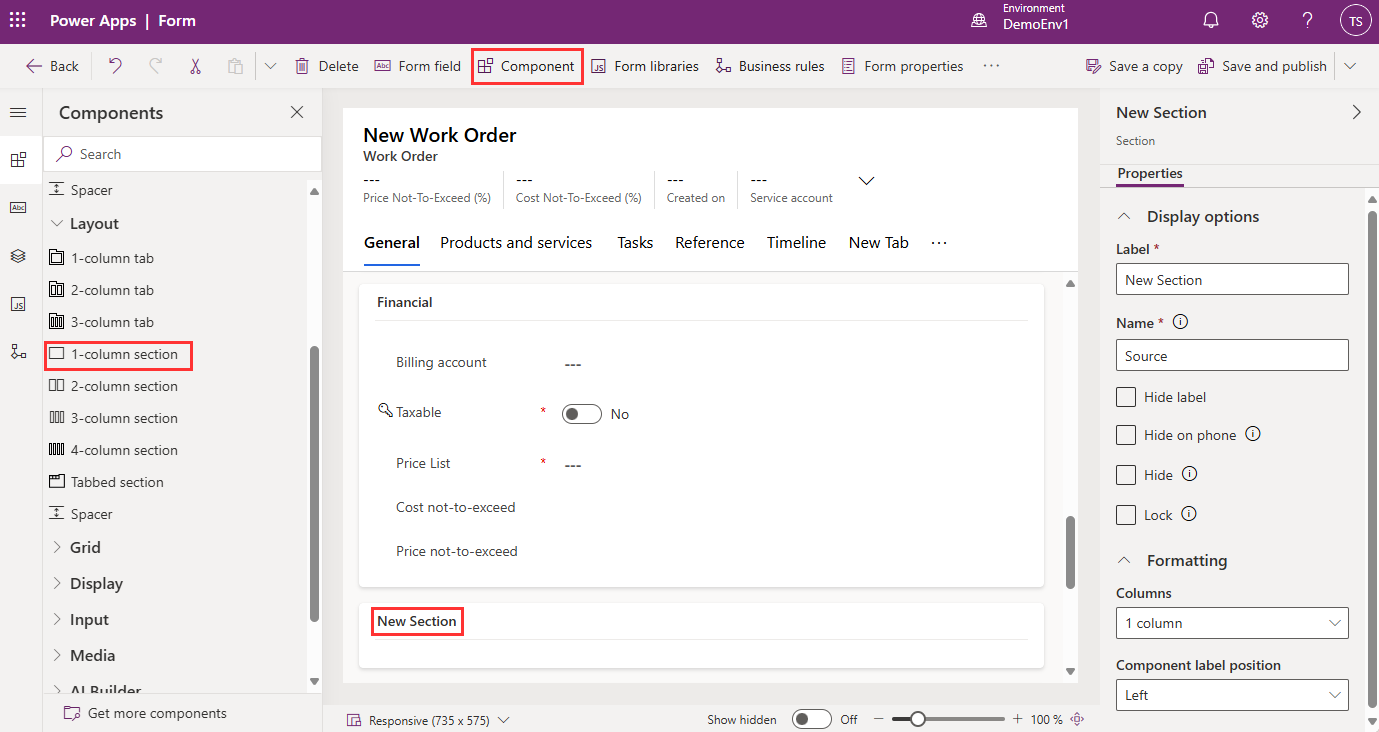 Power Apps | Form
Environment
DemoEnv1
TS
Back
Delete
Abc Form field
Component
JS Form libraries
Business rules
Form properties
...
Save a copy
Save and publish
Components
Search
Spacer
Layout
1-column tab
2-column tab
3-column tab
1-column section
2-column section
3-column section
4-column section
Tabbed section
Spacer
Grid
Display
Input
Media
AI Builder
Get more components
Abc
JS
New Work Order
Work Order
--- --- --- ---
Price Not-To-Exceed (%) Cost Not-To-Exceed (%) Created on Service account
General Products and services Tasks Reference Timeline New Tab ...
Financial
Billing account ---
Taxable * No
Price List * ---
Cost not-to-exceed
Price not-to-exceed
New Section
Responsive (735 x 575)
Show hidden Off
100 %
New Section
Section
Properties
Display options
Label *
New Section
Name *
Source
Hide label
Hide on phone
Hide
Lock
Formatting
Columns
1 column
Component label position
Left